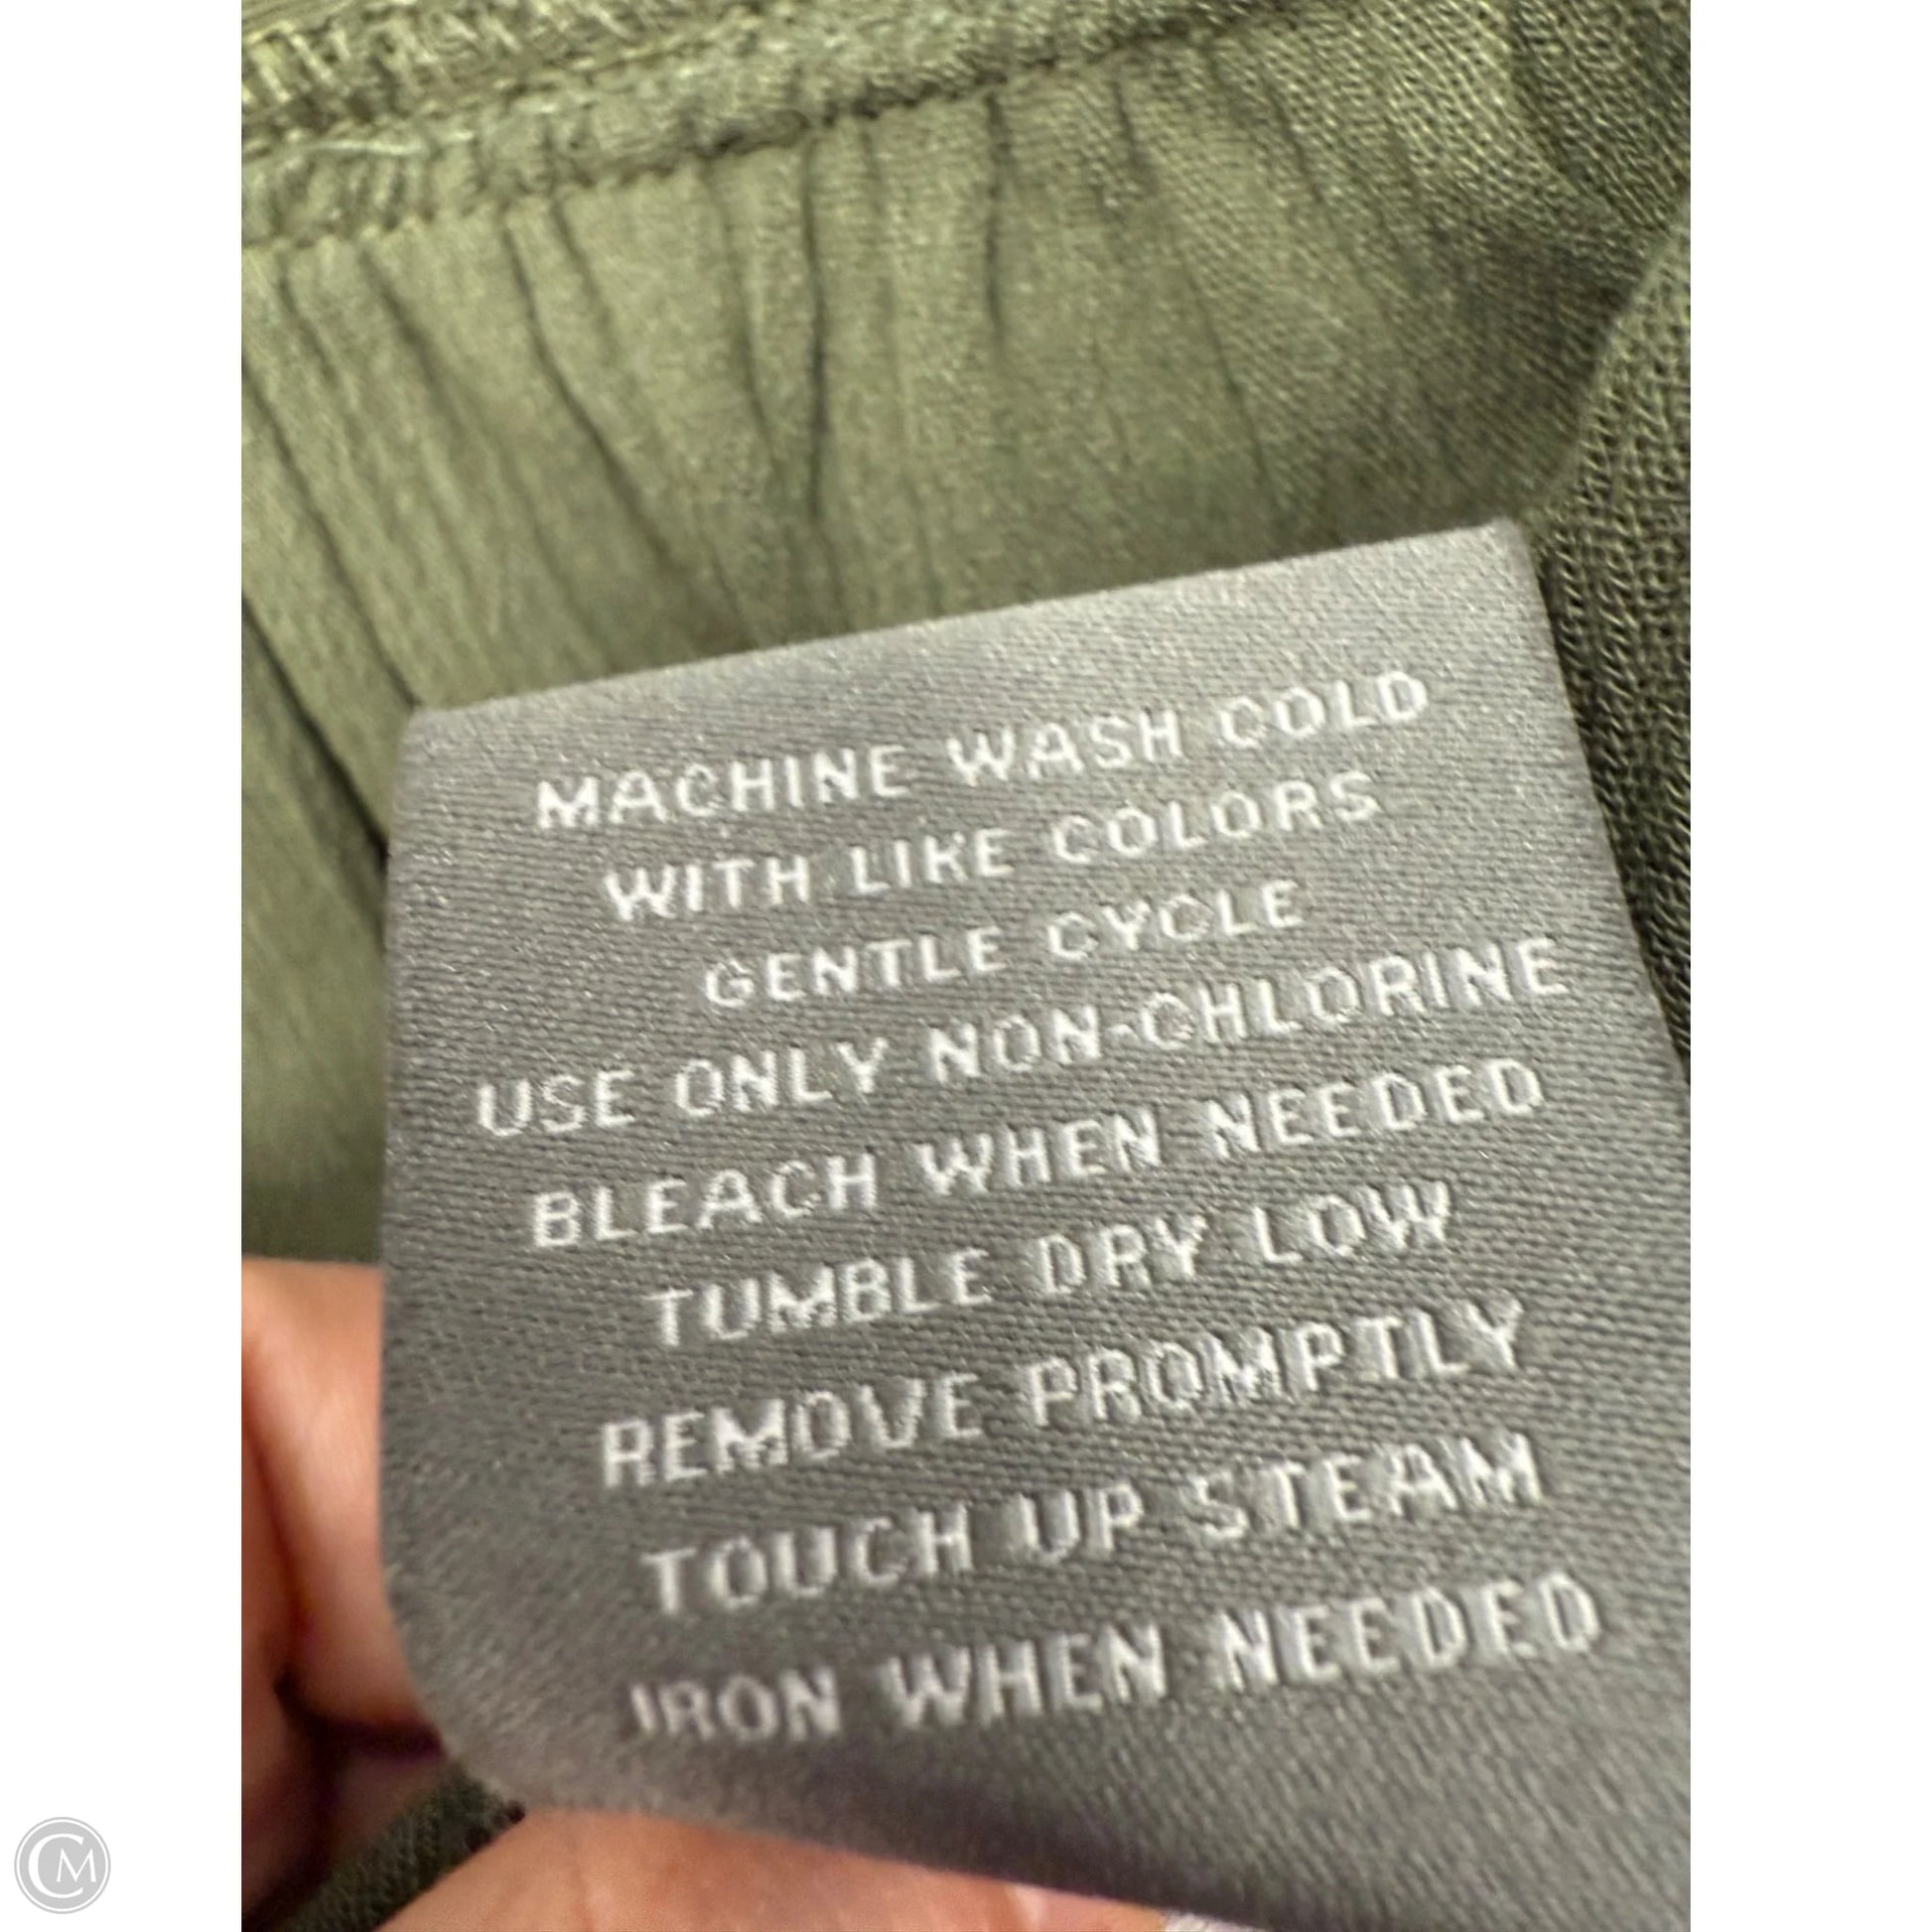 MACHINE WASH COLD
WITH LIKE COLORS
GENTLE CYCLE
USE ONLY NON-CHLORINE
BLEACH WHEN NEEDED
TUMBLE DRY LOW
REMOVE PROMPTLY
TOUCH UP STEAM
IRON WHEN NEEDED
CM